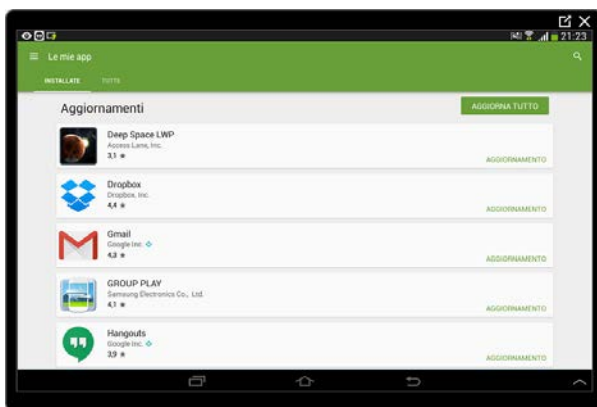 21:23
Le mie app
INSTALLATE TUTTE
Aggiornamenti
AGGIORNA TUTTO
Deep Space LWP
Access Lane, Inc.
3,1
AGGIORNAMENTO
Dropbox
Dropbox, Inc.
4,4
AGGIORNAMENTO
Gmail
Google Inc.
4,3
AGGIORNAMENTO
GROUP PLAY
Samsung Electronics Co., Ltd.
4,1
AGGIORNAMENTO
Hangouts
Google Inc.
3,9
AGGIORNAMENTO